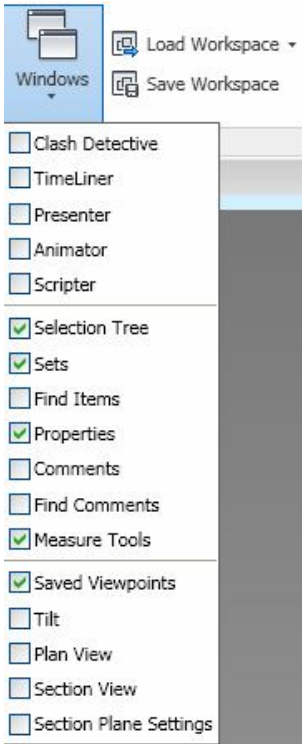 Windows
Load Workspace
Save Workspace
Clash Detective
TimeLiner
Presenter
Animator
Scripter
Selection Tree
Sets
Find Items
Properties
Comments
Find Comments
Measure Tools
Saved Viewpoints
Tilt
Plan View
Section View
Section Plane Settings